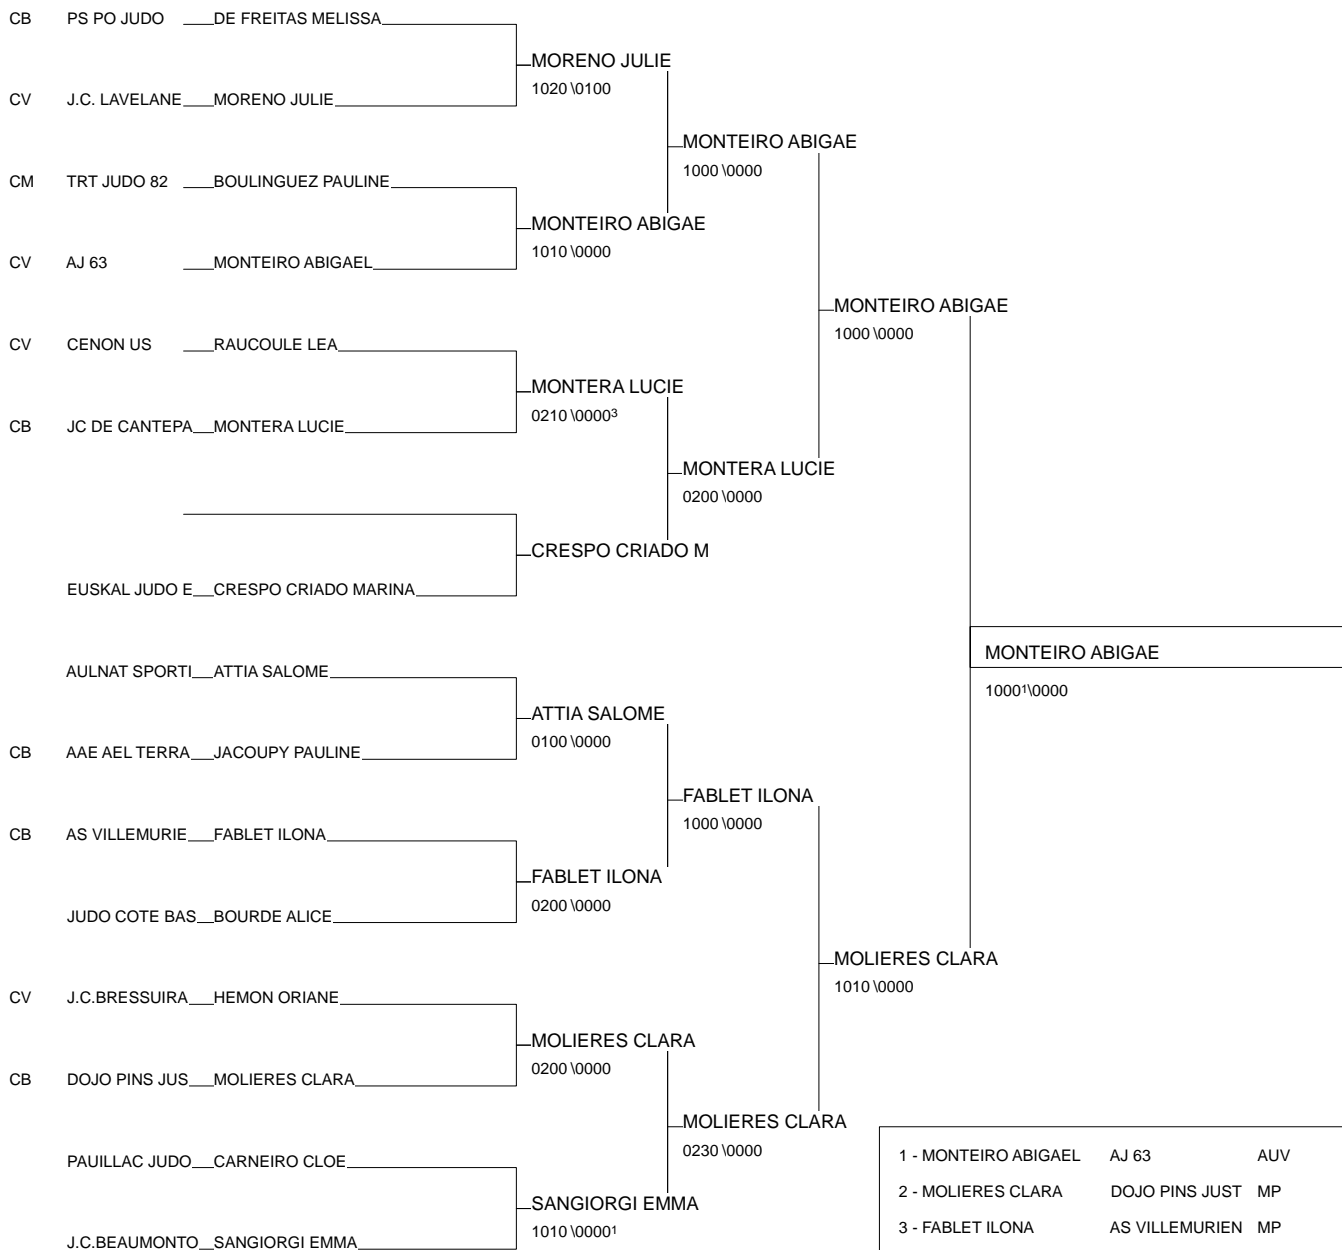 CB PS PO JUDO DE FREITAS MELISSA
MORENO JULIE
1020 \0100
CV J.C. LAVELANE MORENO JULIE
MONTEIRO ABIGAE
1000 \0000
CM TRT JUDO 82 BOULINGUEZ PAULINE
MONTEIRO ABIGAE
1010 \0000
CV AJ 63 MONTEIRO ABIGAEL
MONTEIRO ABIGAE
1000 \0000
CV CENON US RAUCOULE LEA
MONTERA LUCIE
0210 \0000³
CB JC DE CANTEPA MONTERA LUCIE
MONTERA LUCIE
0200 \0000
CRESPO CRIADO M
EUSKAL JUDO E CRESPO CRIADO MARINA
MONTEIRO ABIGAE
1000¹\0000
AULNAT SPORTI ATTIA SALOME
ATTIA SALOME
0100 \0000
CB AAE AEL TERRA JACOUPY PAULINE
FABLET ILONA
1000 \0000
CB AS VILLEMURIE FABLET ILONA
FABLET ILONA
0200 \0000
JUDO COTE BAS BOURDE ALICE
MOLIERES CLARA
1010 \0000
CV J.C.BRESSUIRA HEMON ORIANE
MOLIERES CLARA
0200 \0000
CB DOJO PINS JUS MOLIERES CLARA
MOLIERES CLARA
0230 \0000
PAUILLAC JUDO CARNEIRO CLOE
SANGIORGI EMMA
1010 \0000¹
J.C.BEAUMONTO SANGIORGI EMMA
1 - MONTEIRO ABIGAEL AJ 63 AUV
2 - MOLIERES CLARA DOJO PINS JUST MP
3 - FABLET ILONA AS VILLEMURIEN MP